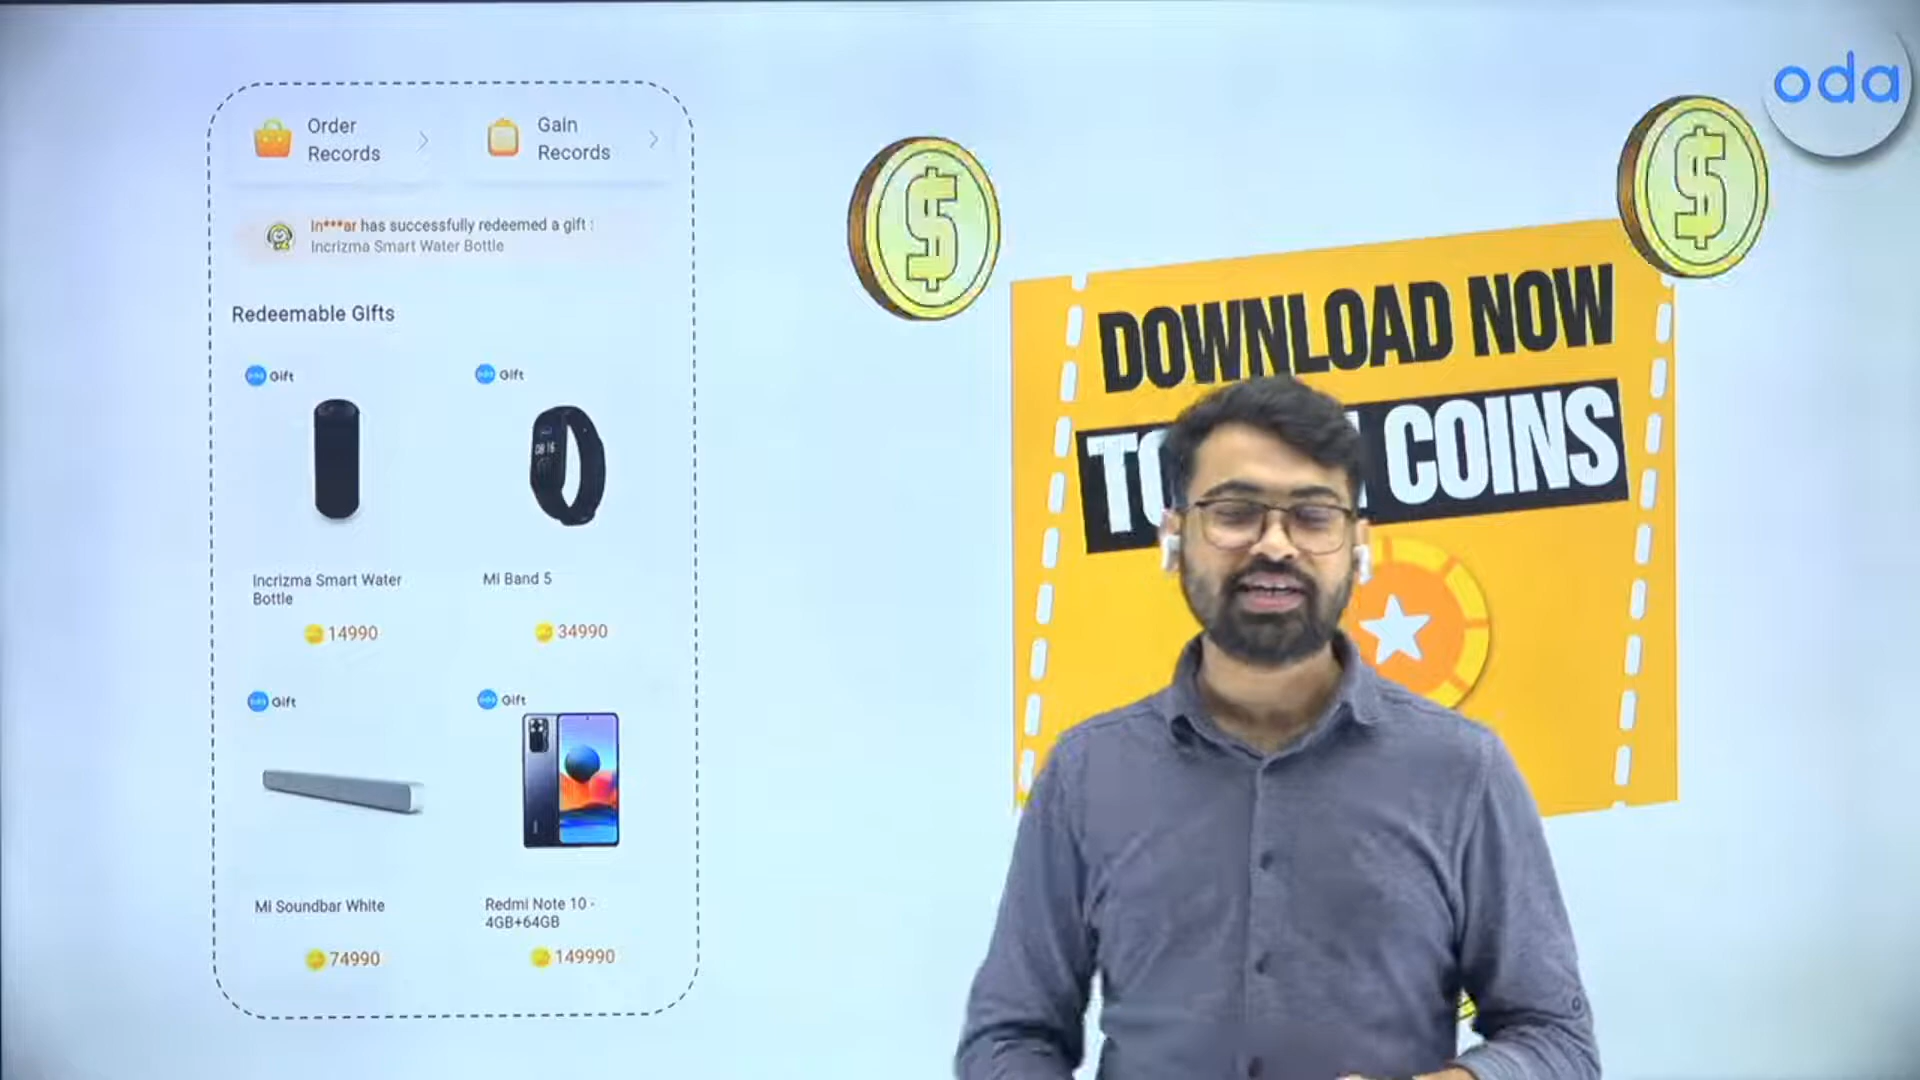 oda
Order
Records
Gain
Records
In***ar has successfully redeemed a gift :
Incrizma Smart Water Bottle
Redeemable Gifts
Gift
Gift
08 16
Incrizma Smart Water
Bottle
14990
Mi Band 5
34990
Gift
Gift
Mi Soundbar White
74990
Redmi Note 10 -
4GB+64GB
149990
DOWNLOAD NOW
COINS